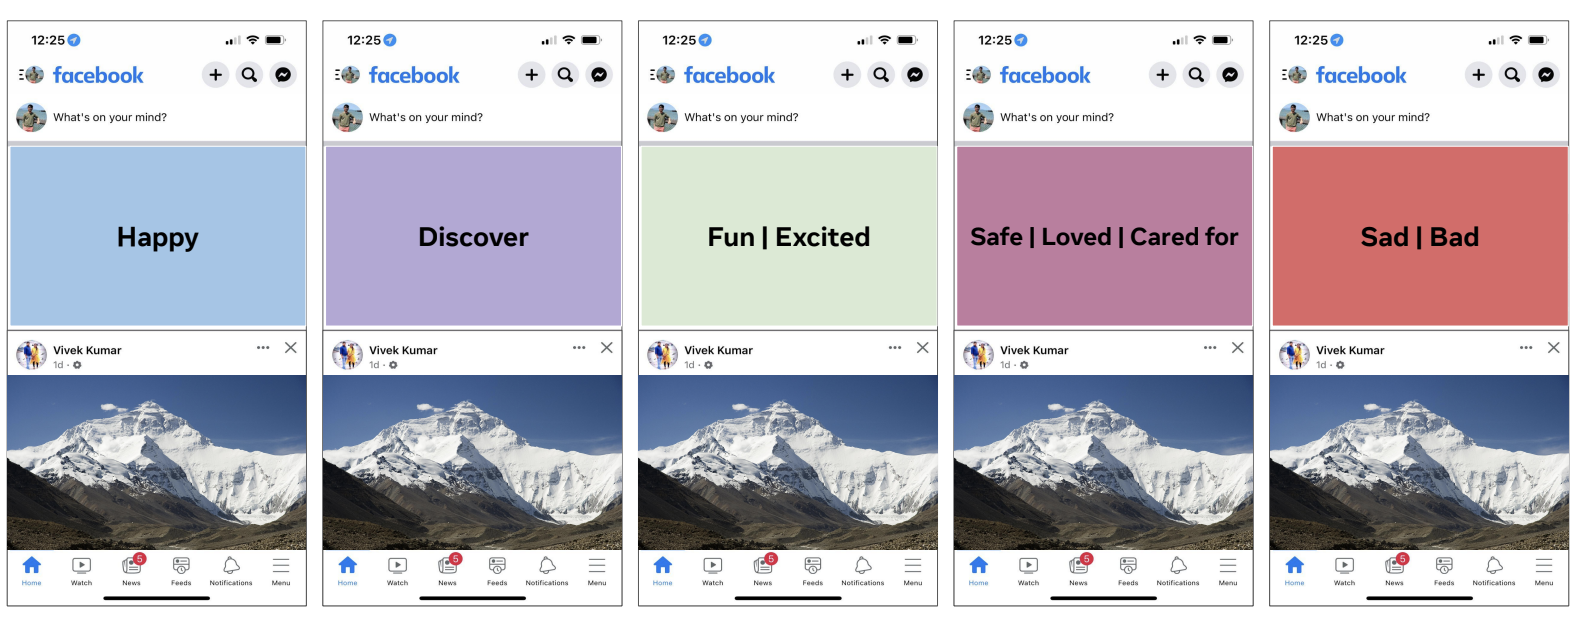 12:25
facebook
What's on your mind?
Happy
Vivek Kumar
1d ·
5
Home Watch News Feeds Notifications Menu
12:25
facebook
What's on your mind?
Discover
Vivek Kumar
1d ·
5
Home Watch News Feeds Notifications Menu
12:25
facebook
What's on your mind?
Fun | Excited
Vivek Kumar
1d ·
5
Home Watch News Feeds Notifications Menu
12:25
facebook
What's on your mind?
Safe | Loved | Cared for
Vivek Kumar
1d ·
5
Home Watch News Feeds Notifications Menu
12:25
facebook
What's on your mind?
Sad | Bad
Vivek Kumar
1d ·
5
Home Watch News Feeds Notifications Menu